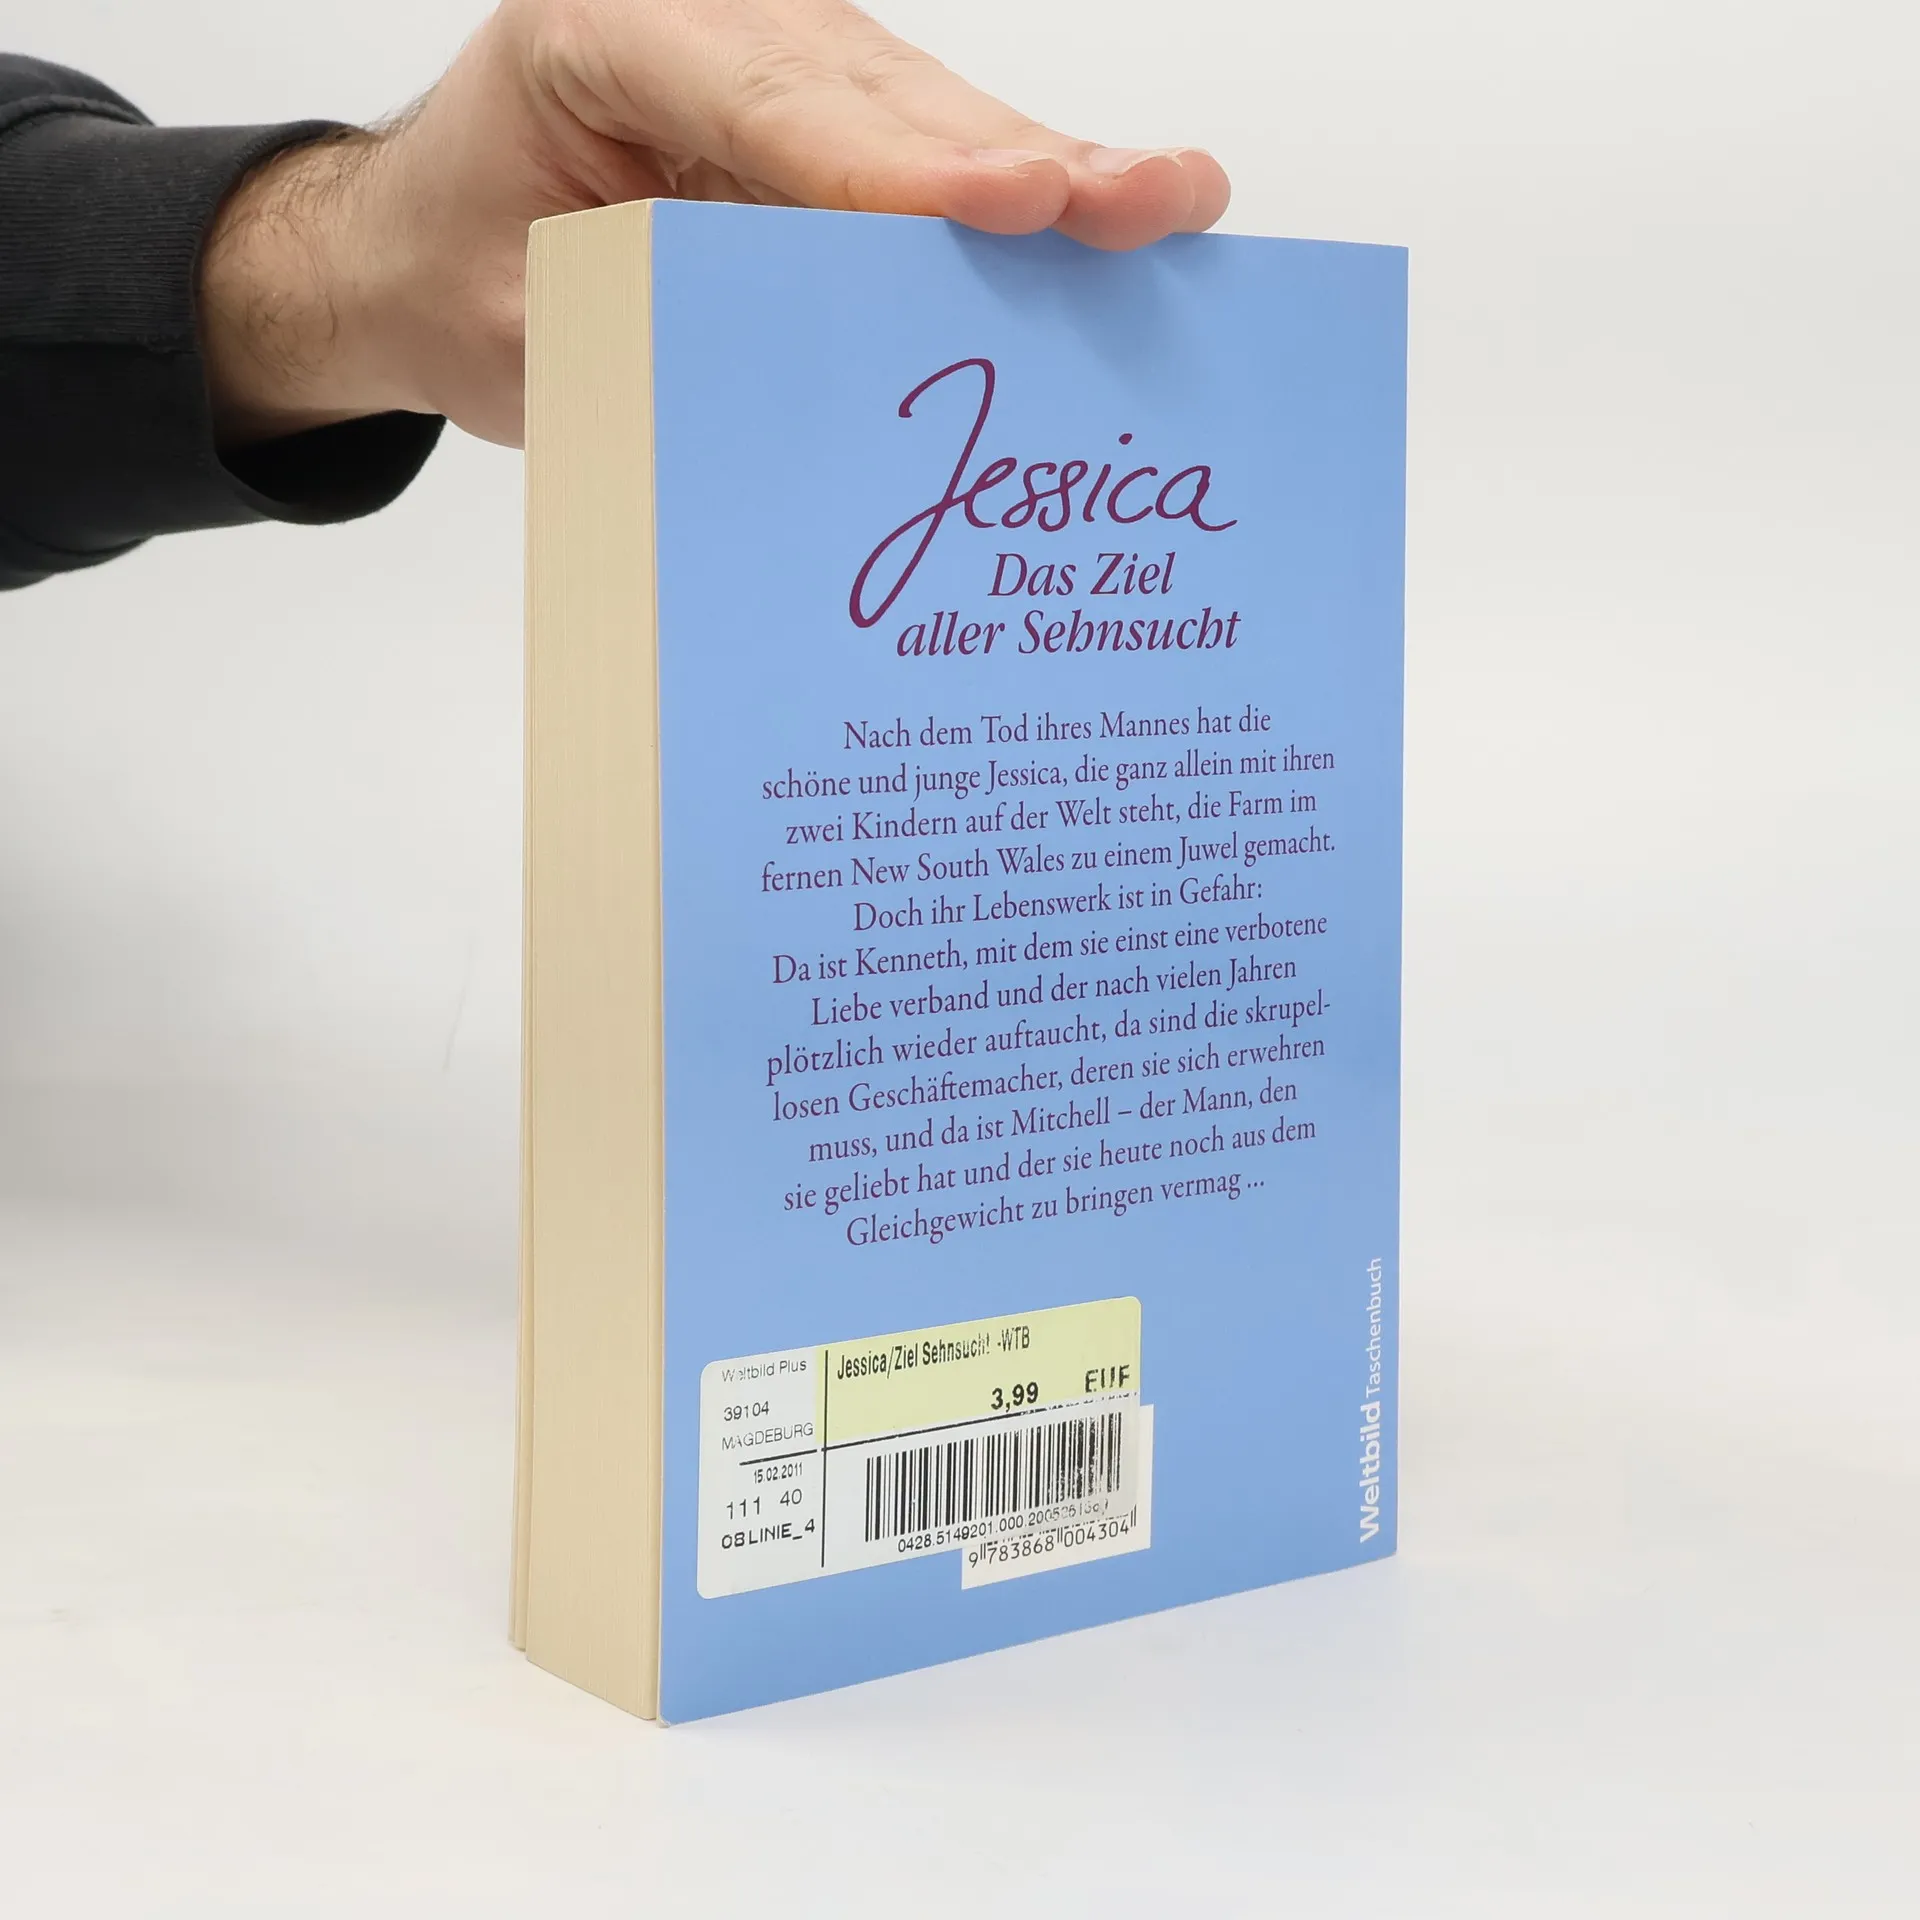 Jessica
Das Ziel
aller Sehnsucht
Nach dem Tod ihres Mannes hat die
schöne und junge Jessica, die ganz allein mit ihren
zwei Kindern auf der Welt steht, die Farm im
fernen New South Wales zu einem Juwel gemacht.
Doch ihr Lebenswerk ist in Gefahr:
Da ist Kenneth, mit dem sie einst eine verbotene
Liebe verband und der nach vielen Jahren
plötzlich wieder auftaucht, da sind die skrupel-
losen Geschäftemacher, deren sie sich erwehren
muss, und da ist Mitchell – der Mann, den
sie geliebt hat und der sie heute noch aus dem
Gleichgewicht zu bringen vermag ...
Weltbild Taschenbuch
Weltbild Plus
39104
MAGDEBURG
15.02.2011
111 40
08LINIE_4
Jessica/Ziel Sehnsucht -WTB
3,99 EUR
9 783868 004304